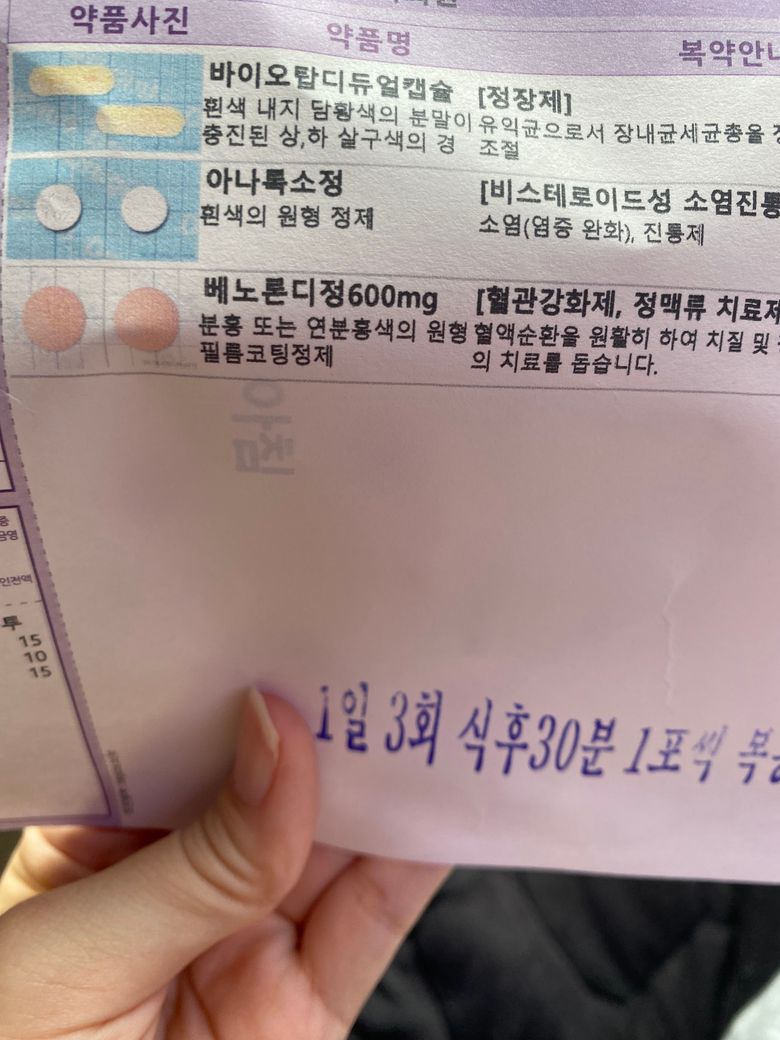 약품사진 약품명 복약안내
바이오탑디듀얼캡슐 [정장제]
흰색 내지 담황색의 분말이 유익균으로서 장내균세균총을
충진된 상,하 살구색의 경 조절
아나록소정 [비스테로이드성 소염진통
흰색의 원형 정제 소염(염증 완화), 진통제
베노론디정600mg [혈관강화제, 정맥류 치료제
분홍 또는 연분홍색의 원형 혈액순환을 원활히 하여 치질 및
필름코팅정제 의 치료를 돕습니다.
아침
인전액
투
15
10
15
1일 3회 식후30분 1포씩 복용